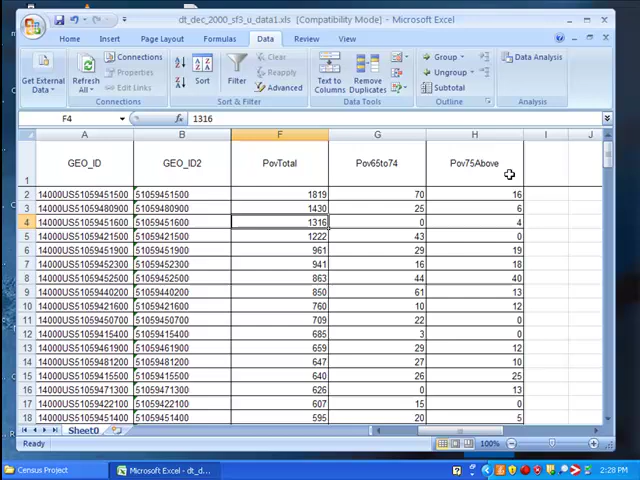 dt_dec_2000_sf3_u_data1.xls [Compatibility Mode] - Microsoft Excel
Home Insert Page Layout Formulas Data Review View
Get External Data
Refresh All
Connections
Properties
Edit Links
Connections
Sort
Filter
Clear
Reapply
Advanced
Sort & Filter
Text to Columns
Remove Duplicates
Data Tools
Group
Ungroup
Subtotal
Outline
Data Analysis
Analysis
F4 fx 1316
A B F G H I J
1 GEO_ID GEO_ID2 PovTotal Pov65to74 Pov75Above
2 14000US51059451500 51059451500 1819 70 16
3 14000US51059480900 51059480900 1430 25 6
4 14000US51059451600 51059451600 1316 0 4
5 14000US51059421500 51059421500 1222 43 0
6 14000US51059451900 51059451900 961 29 19
7 14000US51059452300 51059452300 941 16 18
8 14000US51059452500 51059452500 863 44 40
9 14000US51059440200 51059440200 850 61 13
10 14000US51059421600 51059421600 760 10 12
11 14000US51059450700 51059450700 709 22 0
12 14000US51059415400 51059415400 685 3 0
13 14000US51059461900 51059461900 659 29 12
14 14000US51059481200 51059481200 647 27 10
15 14000US51059415500 51059415500 640 26 25
16 14000US51059471300 51059471300 626 0 13
17 14000US51059422100 51059422100 607 15 0
18 14000US51059451400 51059451400 595 20 5
Sheet0
Ready 100%
Census Project Microsoft Excel - dt_d... 2:28 PM